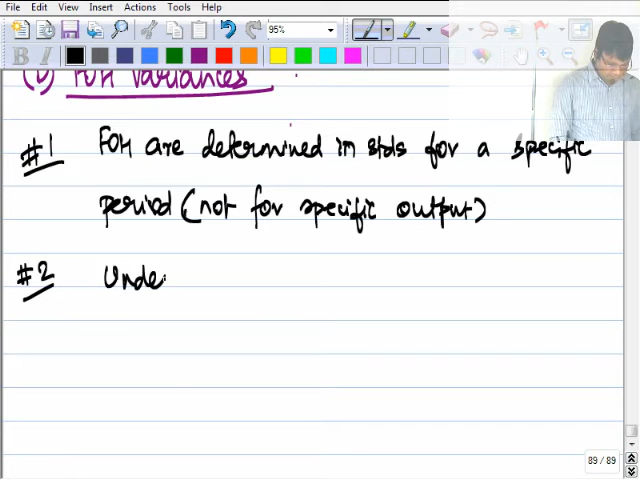 File Edit View Insert Actions Tools Help
95%
(b) FOH Variances
#1 FOH are determined in stds for a specific
period (not for specific output)
#2 Unde
89 / 89